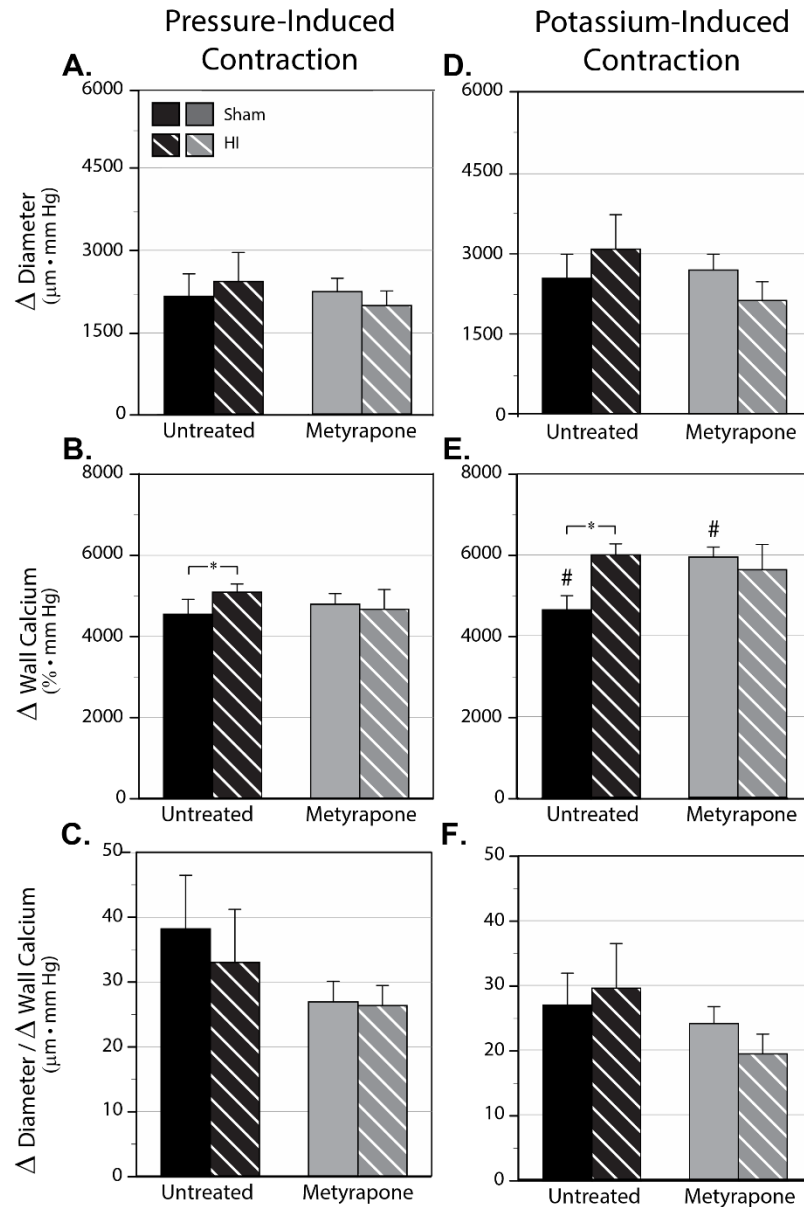 Pressure-Induced
Contraction
Potassium-Induced
Contraction
A.
Δ Diameter
(µm • mm Hg)
6000
4500
3000
1500
0
Sham
HI
Untreated
Metyrapone
D.
6000
4500
3000
1500
0
Untreated
Metyrapone
B.
Δ Wall Calcium
(% • mm Hg)
8000
6000
4000
2000
0
*
Untreated
Metyrapone
E.
8000
6000
4000
2000
0
#
*
#
Untreated
Metyrapone
C.
Δ Diameter / Δ Wall Calcium
(µm • mm Hg)
50
40
30
20
10
0
Untreated
Metyrapone
F.
50
40
30
20
10
0
Untreated
Metyrapone